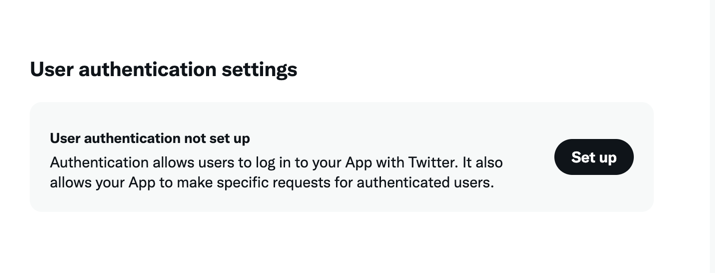 User authentication settings
User authentication not set up
Authentication allows users to log in to your App with Twitter. It also
allows your App to make specific requests for authenticated users.
Set up